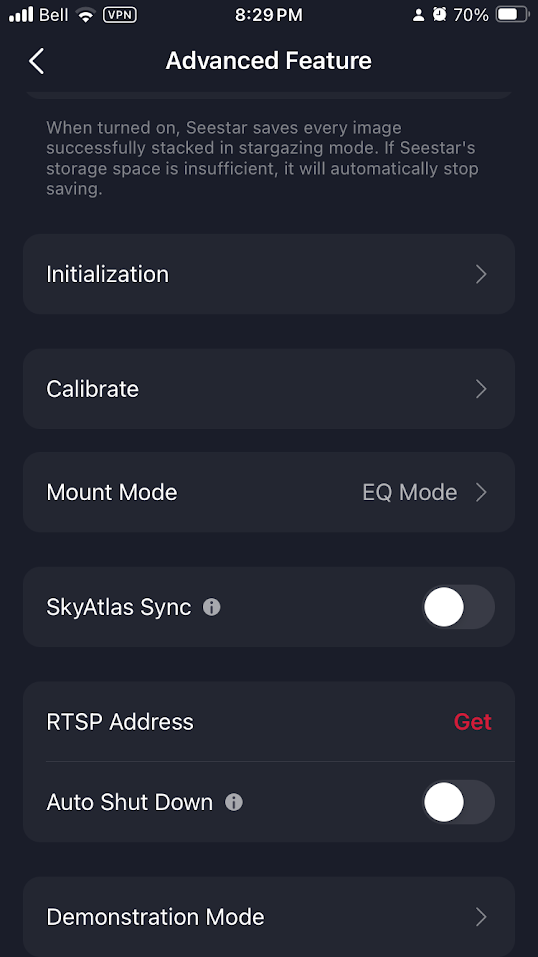 Bell VPN 8:29 PM 70%
Advanced Feature
When turned on, Seestar saves every image
successfully stacked in stargazing mode. If Seestar's
storage space is insufficient, it will automatically stop
saving.
Initialization
Calibrate
Mount Mode EQ Mode
SkyAtlas Sync
RTSP Address Get
Auto Shut Down
Demonstration Mode